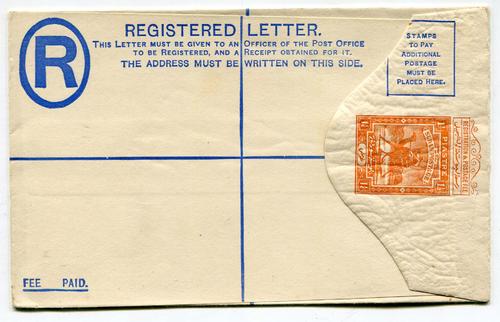 R
REGISTERED LETTER.
THIS LETTER MUST BE GIVEN TO AN OFFICER OF THE POST OFFICE
TO BE REGISTERED, AND A RECEIPT OBTAINED FOR IT.
THE ADDRESS MUST BE WRITTEN ON THIS SIDE.
STAMPS
TO PAY
ADDITIONAL
POSTAGE
MUST BE
PLACED HERE.
PIASTRE
FEE PAID.